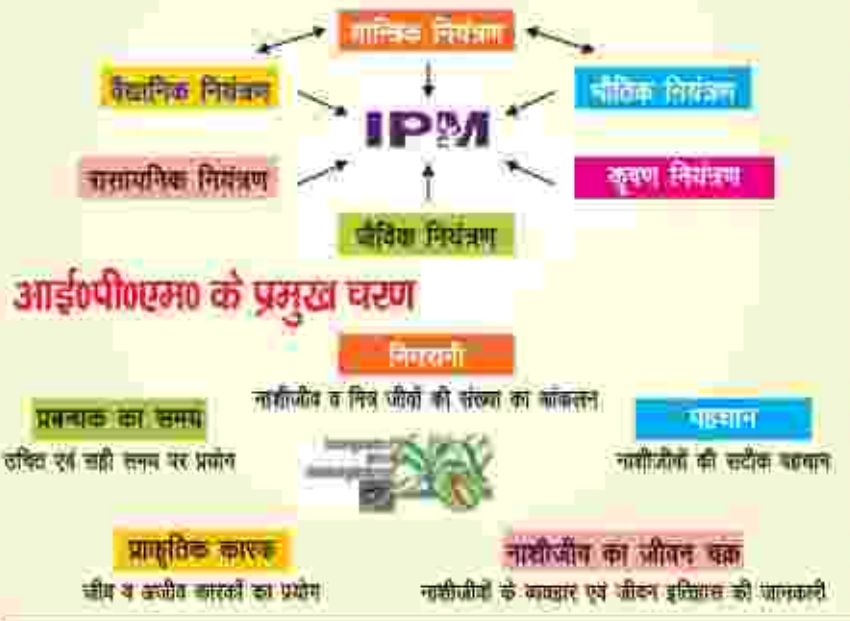 यान्त्रिक नियंत्रण
वैधानिक नियंत्रण
भौतिक नियंत्रण
IPM
रासायनिक नियंत्रण
कृषण नियंत्रण
जैविक नियंत्रण
आई०पी०एम० के प्रमुख चरण
निगरानी
नाशीजीव व मित्र जीवों की संख्या का आंकलन
प्रबन्धक का समय
पहचान
उचित एवं सही समय पर प्रयोग
नाशीजीवों की सटीक पहचान
प्राकृतिक कारक
नाशीजीव का जीवन चक्र
जीव व अजीव कारकों का प्रयोग
नाशीजीवों के व्यवहार एवं जीवन इतिहास की जानकारी